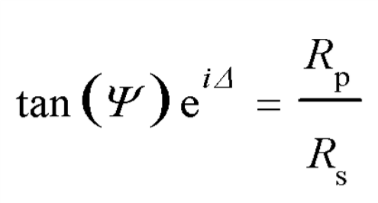 tan(Ψ)e^{iΔ} = R_p / R_s